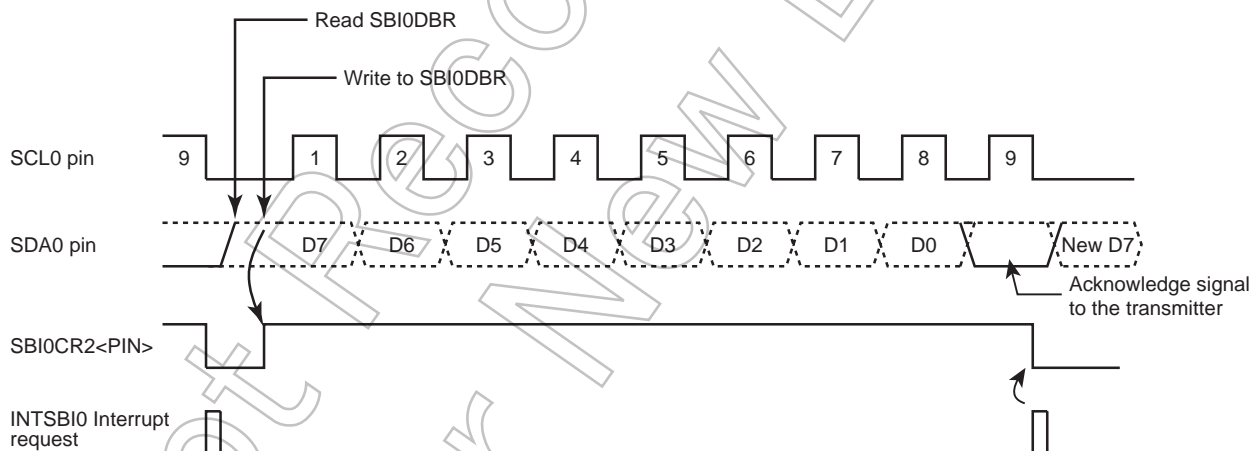 Read SBI0DBR
Write to SBI0DBR
SCL0 pin
9 1 2 3 4 5 6 7 8 9
SDA0 pin
D7 D6 D5 D4 D3 D2 D1 D0 New D7
Acknowledge signal
to the transmitter
SBI0CR2<PIN>
INTSBI0 Interrupt
request